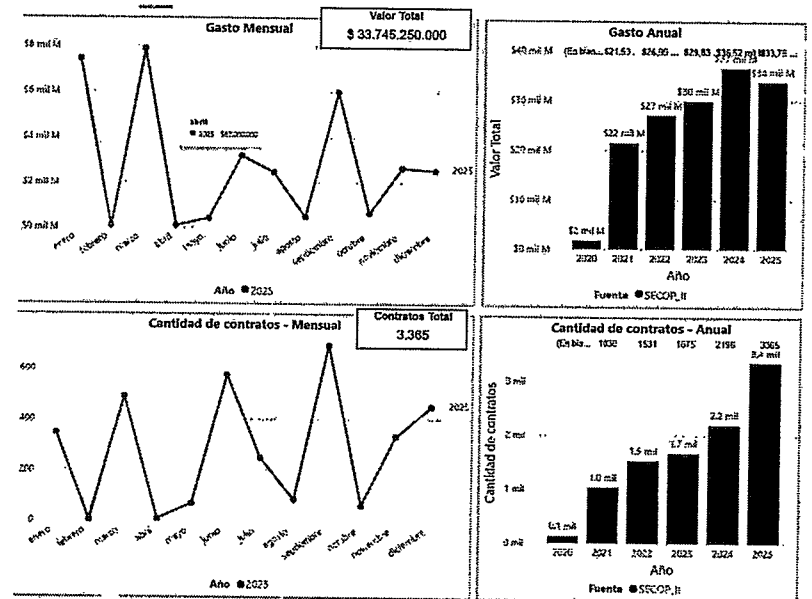 Gasto Mensual
Valor Total
$ 33.745.250.000
$8 mil M
$6 mil M
$4 mil M
$2 mil M
$0 mil M
abril
2025
enero
febrero
marzo
abril
mayo
junio
julio
agosto
septiembre
octubre
noviembre
diciembre
2025
Año 2025
Gasto Anual
Valor Total
$40 mil M
$30 mil M
$20 mil M
$10 mil M
$0 mil M
$2 mil M
$22 mil M
$27 mil M
$30 mil M
$34 mil M
2020
2021
2022
2023
2024
2025
Año
Fuente SECOP_II
Cantidad de contratos - Mensual
Contratos Total
3.365
600
400
200
0
enero
febrero
marzo
abril
mayo
junio
julio
agosto
septiembre
octubre
noviembre
diciembre
2025
Año 2025
Cantidad de contratos - Anual
1531
1675
2196
3365
Cantidad de contratos
3 mil
2 mil
1 mil
0 mil
0.1 mil
1.0 mil
1.5 mil
1.7 mil
2.2 mil
3.4 mil
2020
2021
2022
2023
2024
2025
Año
Fuente SECOP_II